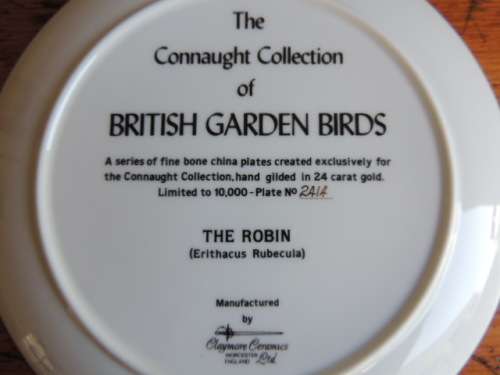 The
Connaught Collection
of
BRITISH GARDEN BIRDS
A series of fine bone china plates created exclusively for
the Connaught Collection, hand gilded in 24 carat gold.
Limited to 10,000 - Plate Nº 2A1A
THE ROBIN
(Erithacus Rubecula)
Manufactured
by
Claymore Ceramics
WORCESTER
ENGLAND Ltd